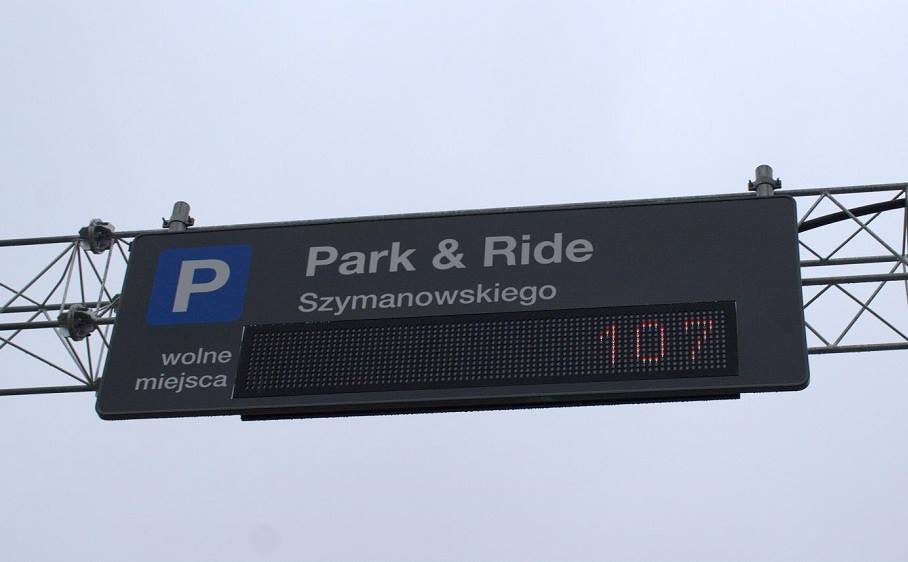 P
Park & Ride
Szymanowskiego
wolne
miejsca
107